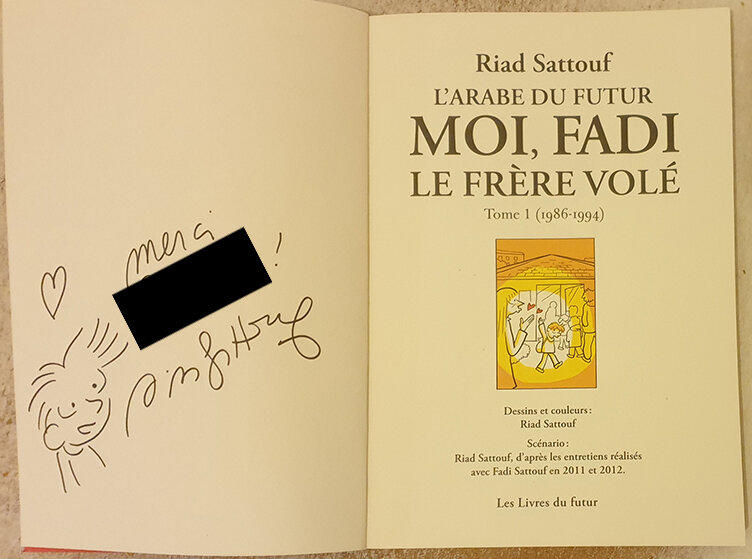 merci
!
Riad Sattouf
L'ARABE DU FUTUR
MOI, FADI
LE FRÈRE VOLÉ
Tome 1 (1986-1994)
Dessins et couleurs :
Riad Sattouf
Scénario :
Riad Sattouf, d'après les entretiens réalisés
avec Fadi Sattouf en 2011 et 2012.
Les Livres du futur